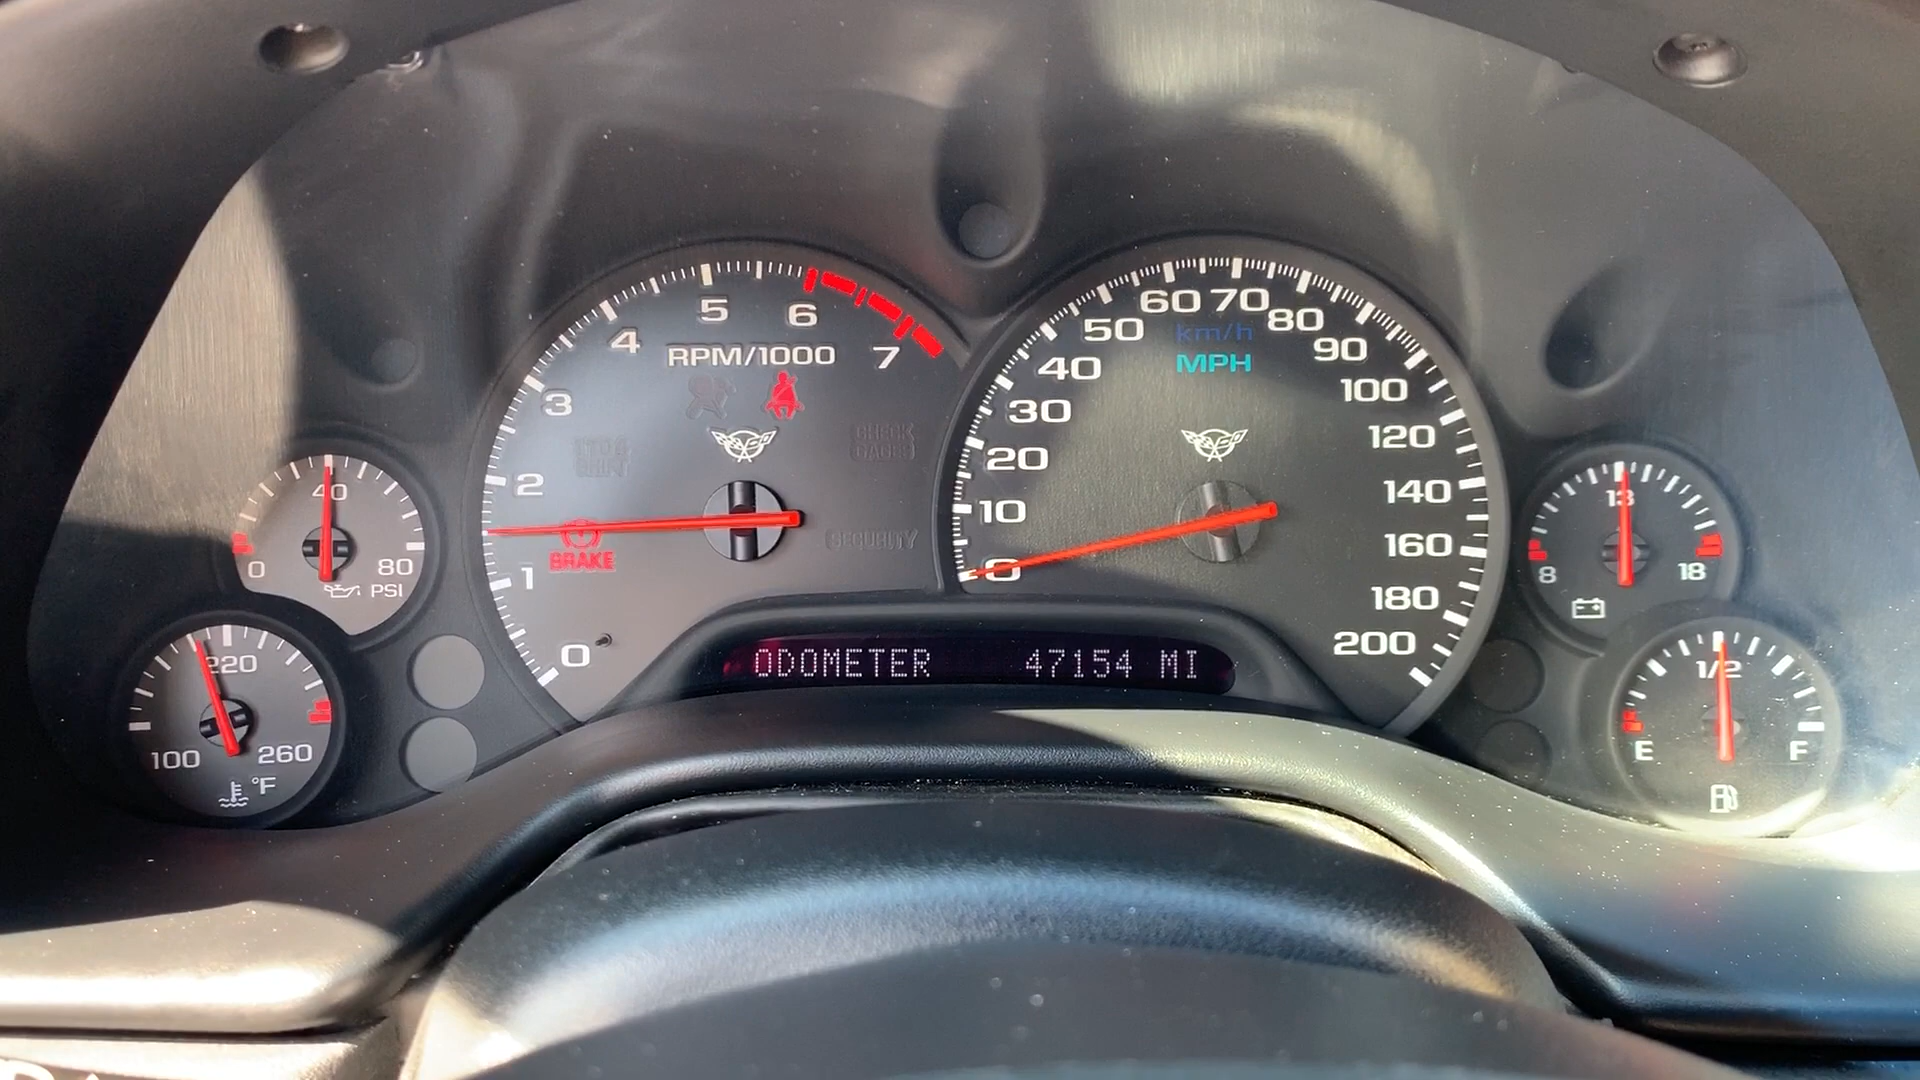 5
6
4
RPM/1000
7
3
2
BRAKE
1
0
CHECK
GAGES
SECURITY
60 70
50
80
km/h
MPH
40
90
30
100
20
120
10
140
0
160
180
200
ODOMETER 47154 MI
40
0
80
PSI
220
100
260
°F
13
8
18
1/2
E
F